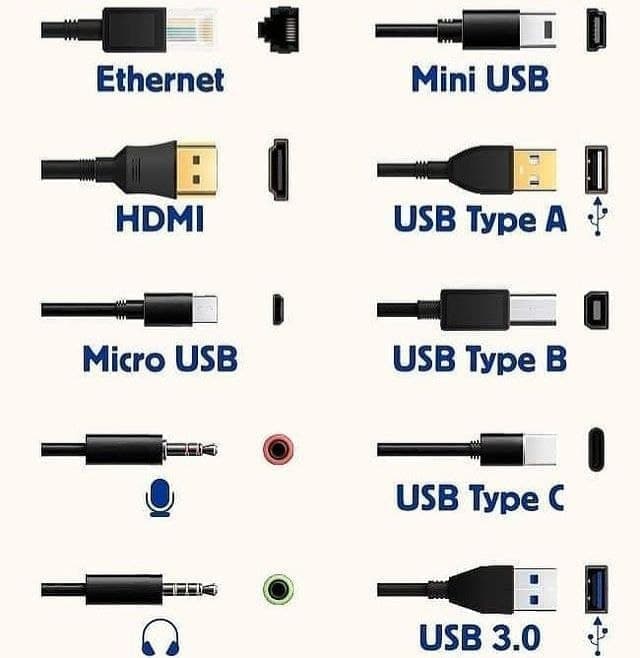 Ethernet
Mini USB
HDMI
USB Type A
Micro USB
USB Type B
USB Type C
USB 3.0